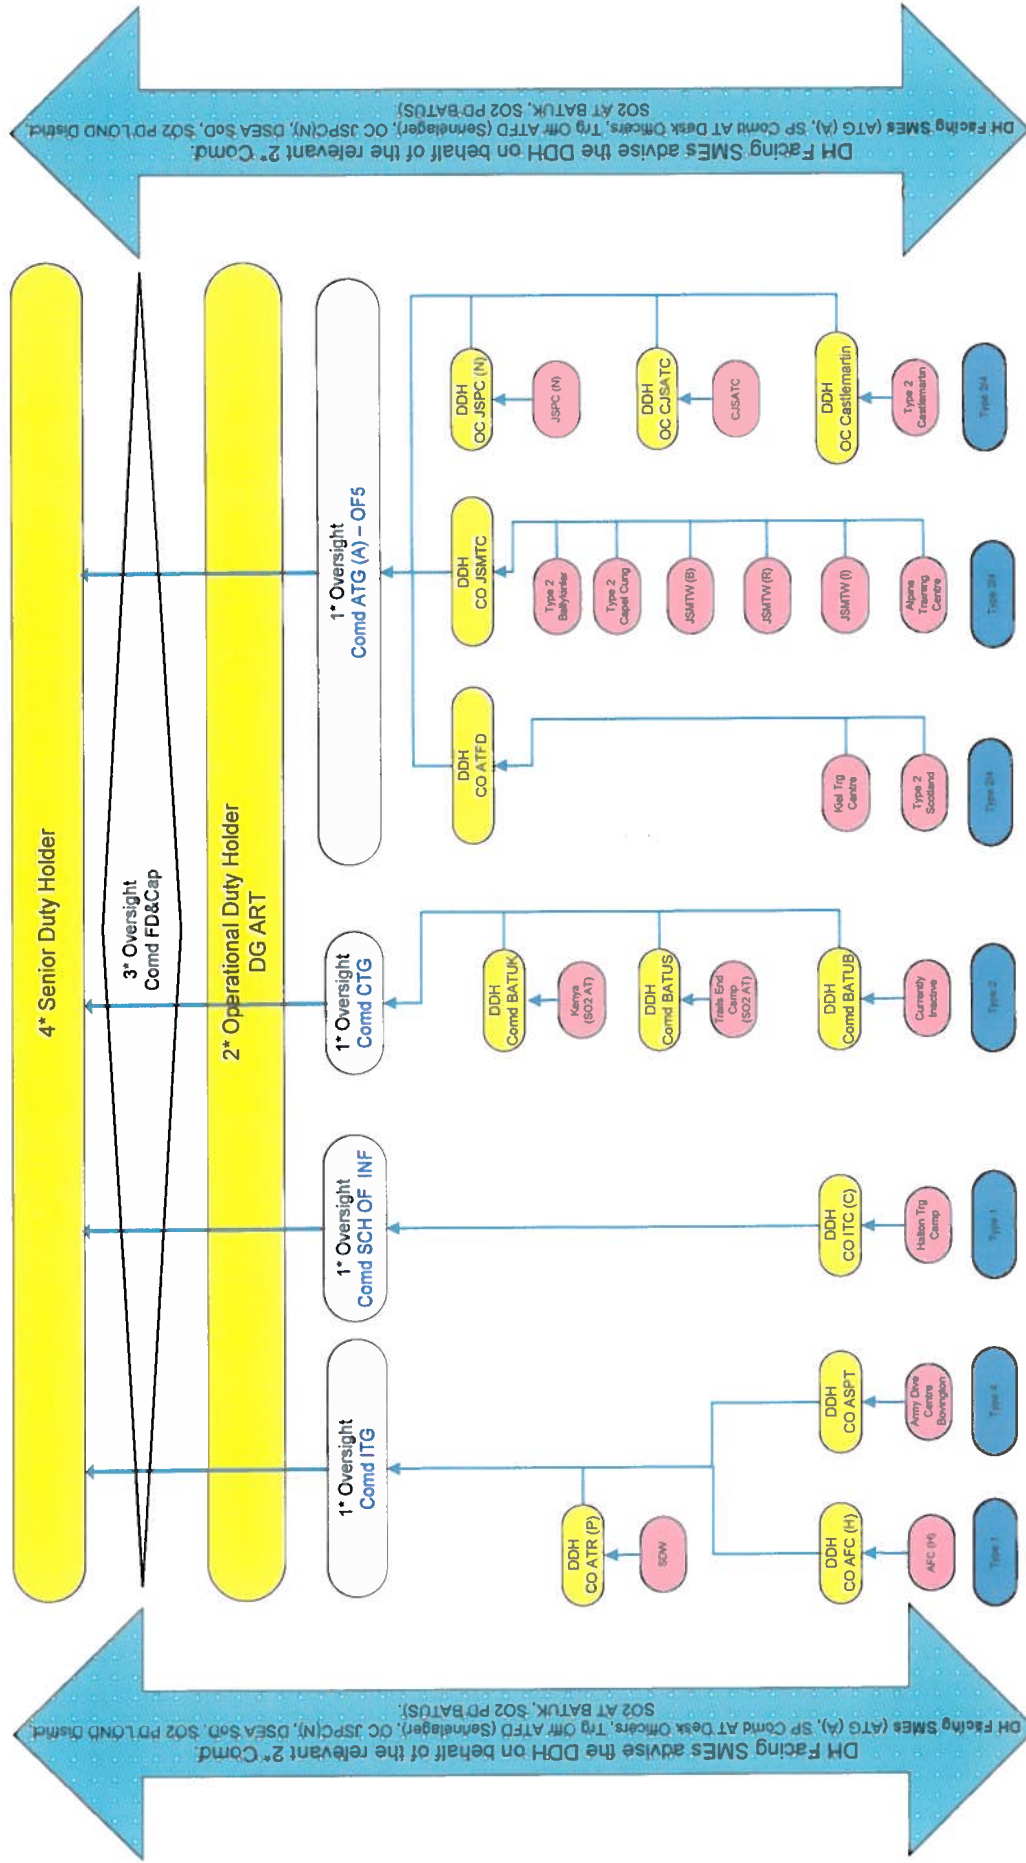 4* Senior Duty Holder
3* Oversight
Comd FD&Cap
2* Operational Duty Holder
DG ART
1* Oversight
Comd ITG
1* Oversight
Comd SCH OF INF
1* Oversight
Comd CTG
1* Oversight
Comd ATG (A) – OF5
DDH
CO ATR (P)
SDW
DDH
CO AFC (H)
AFC (H)
Type 1
DDH
CO ASPT
Army Dive
Centre
Bovington
Type 4
DDH
CO ITC (C)
Halton Trg
Camp
Type 1
DDH
Comd BATUK
Kenya
(SO2 AT)
DDH
Comd BATUS
Trails End
Camp
(SO2 AT)
DDH
Comd BATUB
Currently
Inactive
Type 2
DDH
CO ATFD
Kiel Trg
Centre
Type 2
Scotland
Type 2/4
DDH
CO JSMTC
Type 2
Ballykinler
Type 2
Capel Curig
JSMTW (B)
JSMTW (R)
JSMTW (I)
Alpine
Training
Centre
Type 2/4
DDH
OC JSPC (N)
JSPC (N)
DDH
OC CJSATC
CJSATC
DDH
OC Castlemartin
Type 2
Castlemartin
Type 2/4
DH Facing SMEs advise the DDH on behalf of the relevant 2* Comd.
DH Facing SMEs (ATG (A), SP Comd AT Desk Officers, Trg Offr ATFD (Sennelager), OC JSPC(N), DSEA SoD, SO2 PD LOND District,
SO2 AT BATUK, SO2 PD BATUS).
DH Facing SMEs advise the DDH on behalf of the relevant 2* Comd.
DH Facing SMEs (ATG (A), SP Comd AT Desk Officers, Trg Offr ATFD (Sennelager), OC JSPC(N), DSEA SoD, SO2 PD LOND District,
SO2 AT BATUK, SO2 PD BATUS)